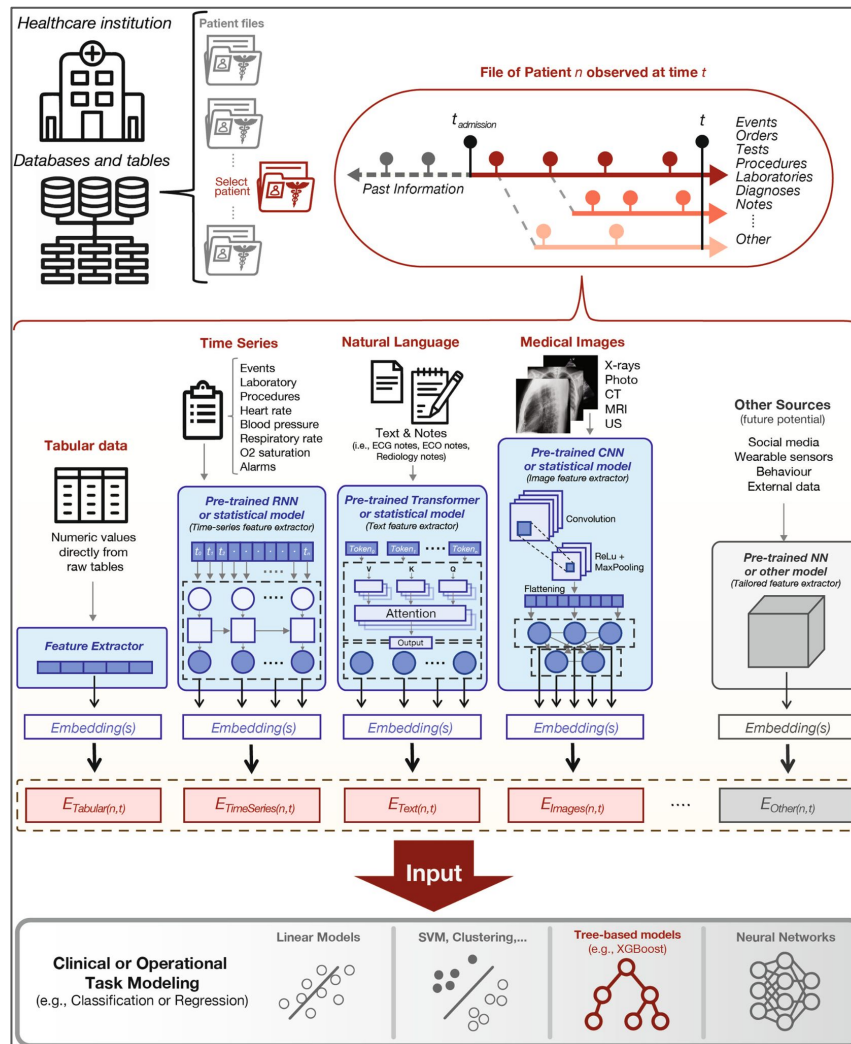 Healthcare institution
Patient files
Databases and tables
Select
patient
File of Patient n observed at time t
t admission
t
Past Information
Events
Orders
Tests
Procedures
Laboratories
Diagnoses
Notes
Other
Tabular data
Numeric values
directly from
raw tables
Feature Extractor
Time Series
Events
Laboratory
Procedures
Heart rate
Blood pressure
Respiratory rate
O2 saturation
Alarms
Pre-trained RNN
or statistical model
(Time-series feature extractor)
t0 t1 t2 · · · · · · tn
Natural Language
Text & Notes
(i.e., ECG notes, ECO notes,
Rediology notes)
Pre-trained Transformer
or statistical model
(Text feature extractor)
V K Q
Attention
Output
Medical Images
X-rays
Photo
CT
MRI
US
Pre-trained CNN
or statistical model
(Image feature extractor)
Convolution
ReLu +
MaxPooling
Flattening
Other Sources
(future potential)
Social media
Wearable sensors
Behaviour
External data
Pre-trained NN
or other model
(Tailored feature extractor)
Embedding(s) Embedding(s) Embedding(s) Embedding(s) Embedding(s)
E Tabular(n,t) E TimeSeries(n,t) E Text(n,t) E Images(n,t) .... E Other(n,t)
Input
Clinical or Operational
Task Modeling
(e.g., Classification or Regression)
Linear Models
SVM, Clustering,...
Tree-based models
(e.g., XGBoost)
Neural Networks